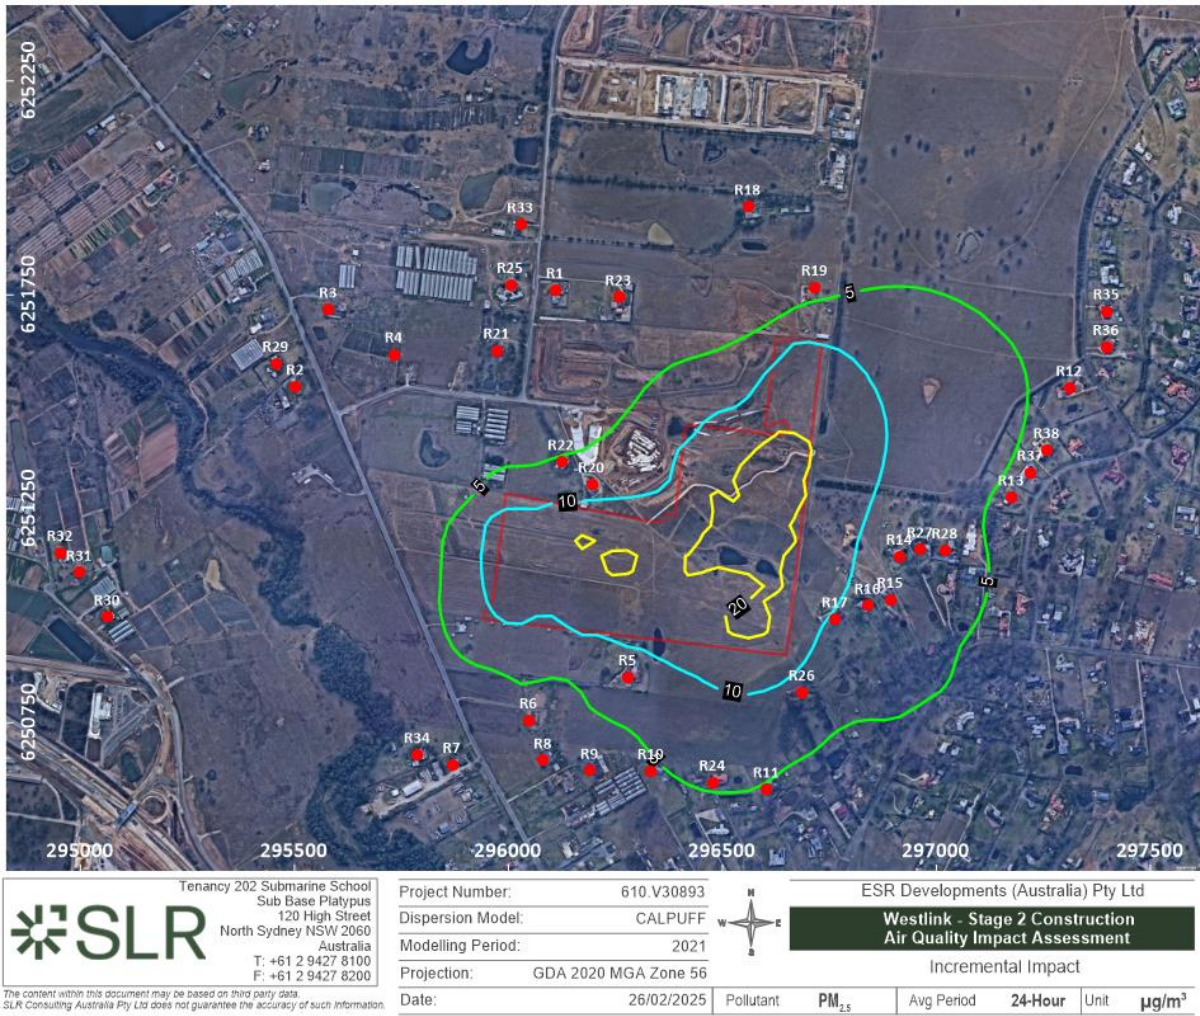 6252250
R18
R33
R25
R1
R23
R19
5
6251750
R3
R35
R4
R21
R36
R29
R2
R12
R22
R38
R20
R37
5
R13
10
6251250
R32
R14
R27
R28
R31
R16
R15
5
R30
20
R17
R5
R26
10
6250750
R6
R34
R7
R8
R9
R10
R24
R11
295000
295500
296000
296500
297000
297500
SLR
Tenancy 202 Submarine School
Sub Base Platypus
120 High Street
North Sydney NSW 2060
Australia
T: +61 2 9427 8100
F: +61 2 9427 8200
The content within this document may be based on third party data.
SLR Consulting Australia Pty Ltd does not guarantee the accuracy of such information.
Project Number: 610.V30893
Dispersion Model: CALPUFF
Modelling Period: 2021
Projection: GDA 2020 MGA Zone 56
Date: 26/02/2025
N
W E
S
ESR Developments (Australia) Pty Ltd
Westlink - Stage 2 Construction
Air Quality Impact Assessment
Incremental Impact
Pollutant PM2.5 Avg Period 24-Hour Unit µg/m³